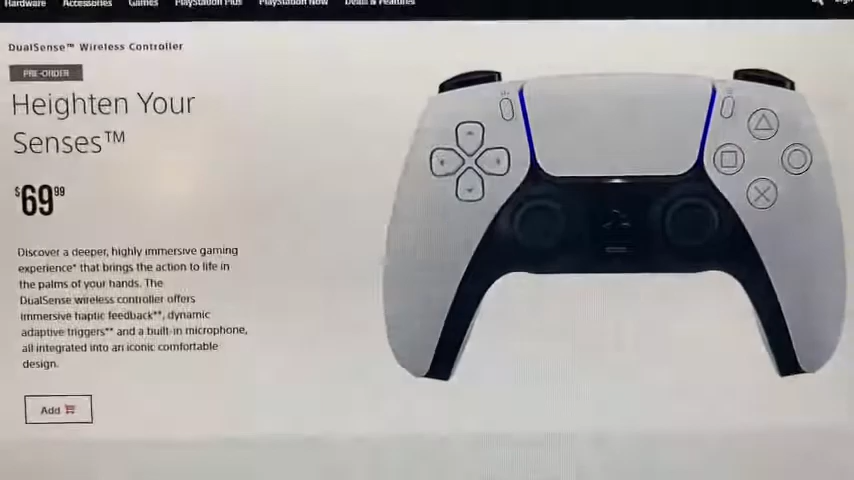 Hardware Accessories Games PlayStation Plus PlayStation Now Deals & Features
DualSense™ Wireless Controller
PRE-ORDER
Heighten Your
Senses™
$69⁹⁹
Discover a deeper, highly immersive gaming
experience* that brings the action to life in
the palms of your hands. The
DualSense wireless controller offers
immersive haptic feedback**, dynamic
adaptive triggers** and a built-in microphone,
all integrated into an iconic comfortable
design.
Add